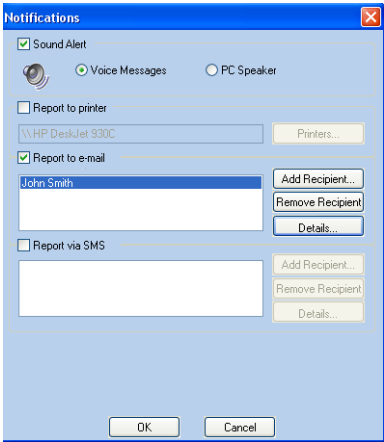 Notifications
Sound Alert
Voice Messages PC Speaker
Report to printer
\\HP DeskJet 930C Printers...
Report to e-mail
John Smith
Add Recipient...
Remove Recipient
Details...
Report via SMS
Add Recipient...
Remove Recipient
Details...
OK Cancel